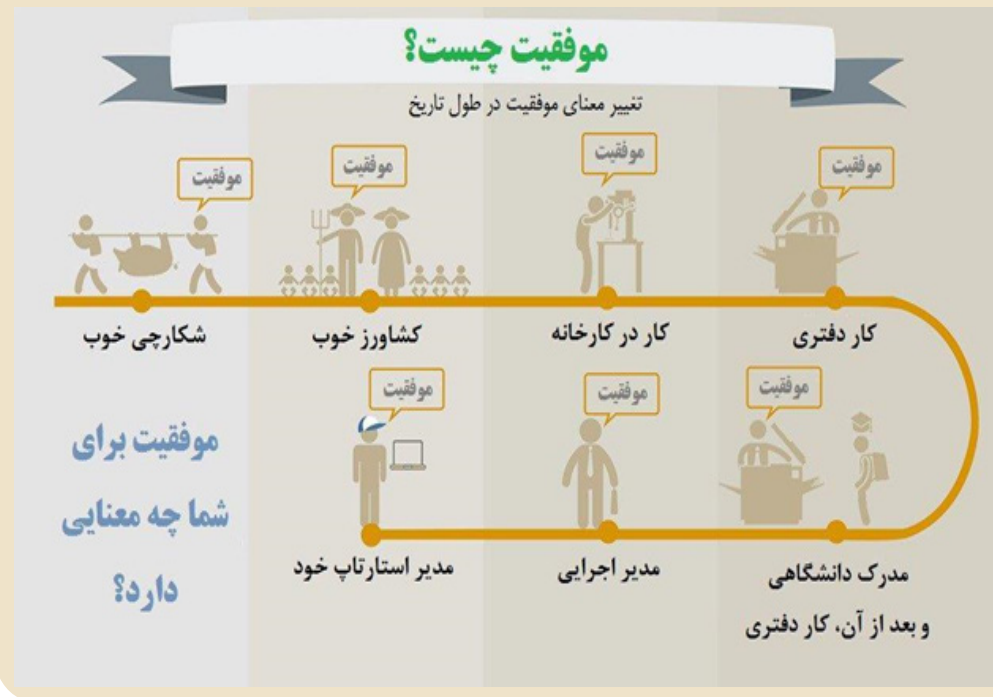 موفقیت چیست؟
تغییر معنای موفقیت در طول تاریخ
موفقیت
موفقیت
موفقیت
موفقیت
شکارچی خوب
کشاورز خوب
کار در کارخانه
کار دفتری
موفقیت
موفقیت
موفقیت
مدرک دانشگاهی
و بعد از آن، کار دفتری
مدیر اجرایی
مدیر استارتاپ خود
موفقیت برای
شما چه معنایی
دارد؟